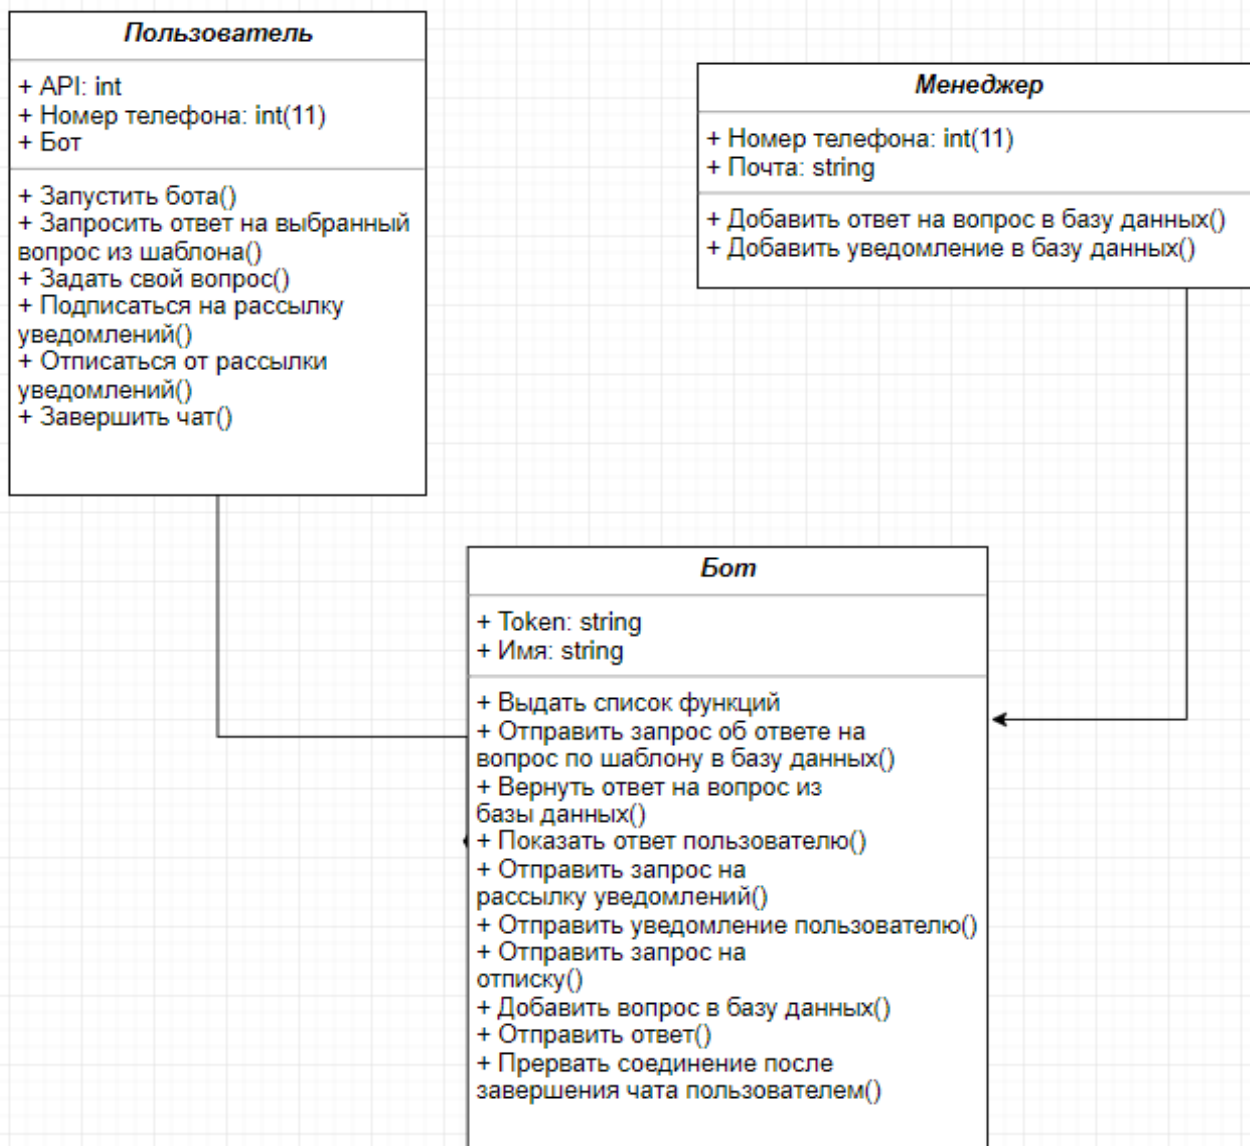 Пользователь
+ API: int
+ Номер телефона: int(11)
+ Бот
+ Запустить бота()
+ Запросить ответ на выбранный
вопрос из шаблона()
+ Задать свой вопрос()
+ Подписаться на рассылку
уведомлений()
+ Отписаться от рассылки
уведомлений()
+ Завершить чат()
Менеджер
+ Номер телефона: int(11)
+ Почта: string
+ Добавить ответ на вопрос в базу данных()
+ Добавить уведомление в базу данных()
Бот
+ Token: string
+ Имя: string
+ Выдать список функций
+ Отправить запрос об ответе на
вопрос по шаблону в базу данных()
+ Вернуть ответ на вопрос из
базы данных()
+ Показать ответ пользователю()
+ Отправить запрос на
рассылку уведомлений()
+ Отправить уведомление пользователю()
+ Отправить запрос на
отписку()
+ Добавить вопрос в базу данных()
+ Отправить ответ()
+ Прервать соединение после
завершения чата пользователем()